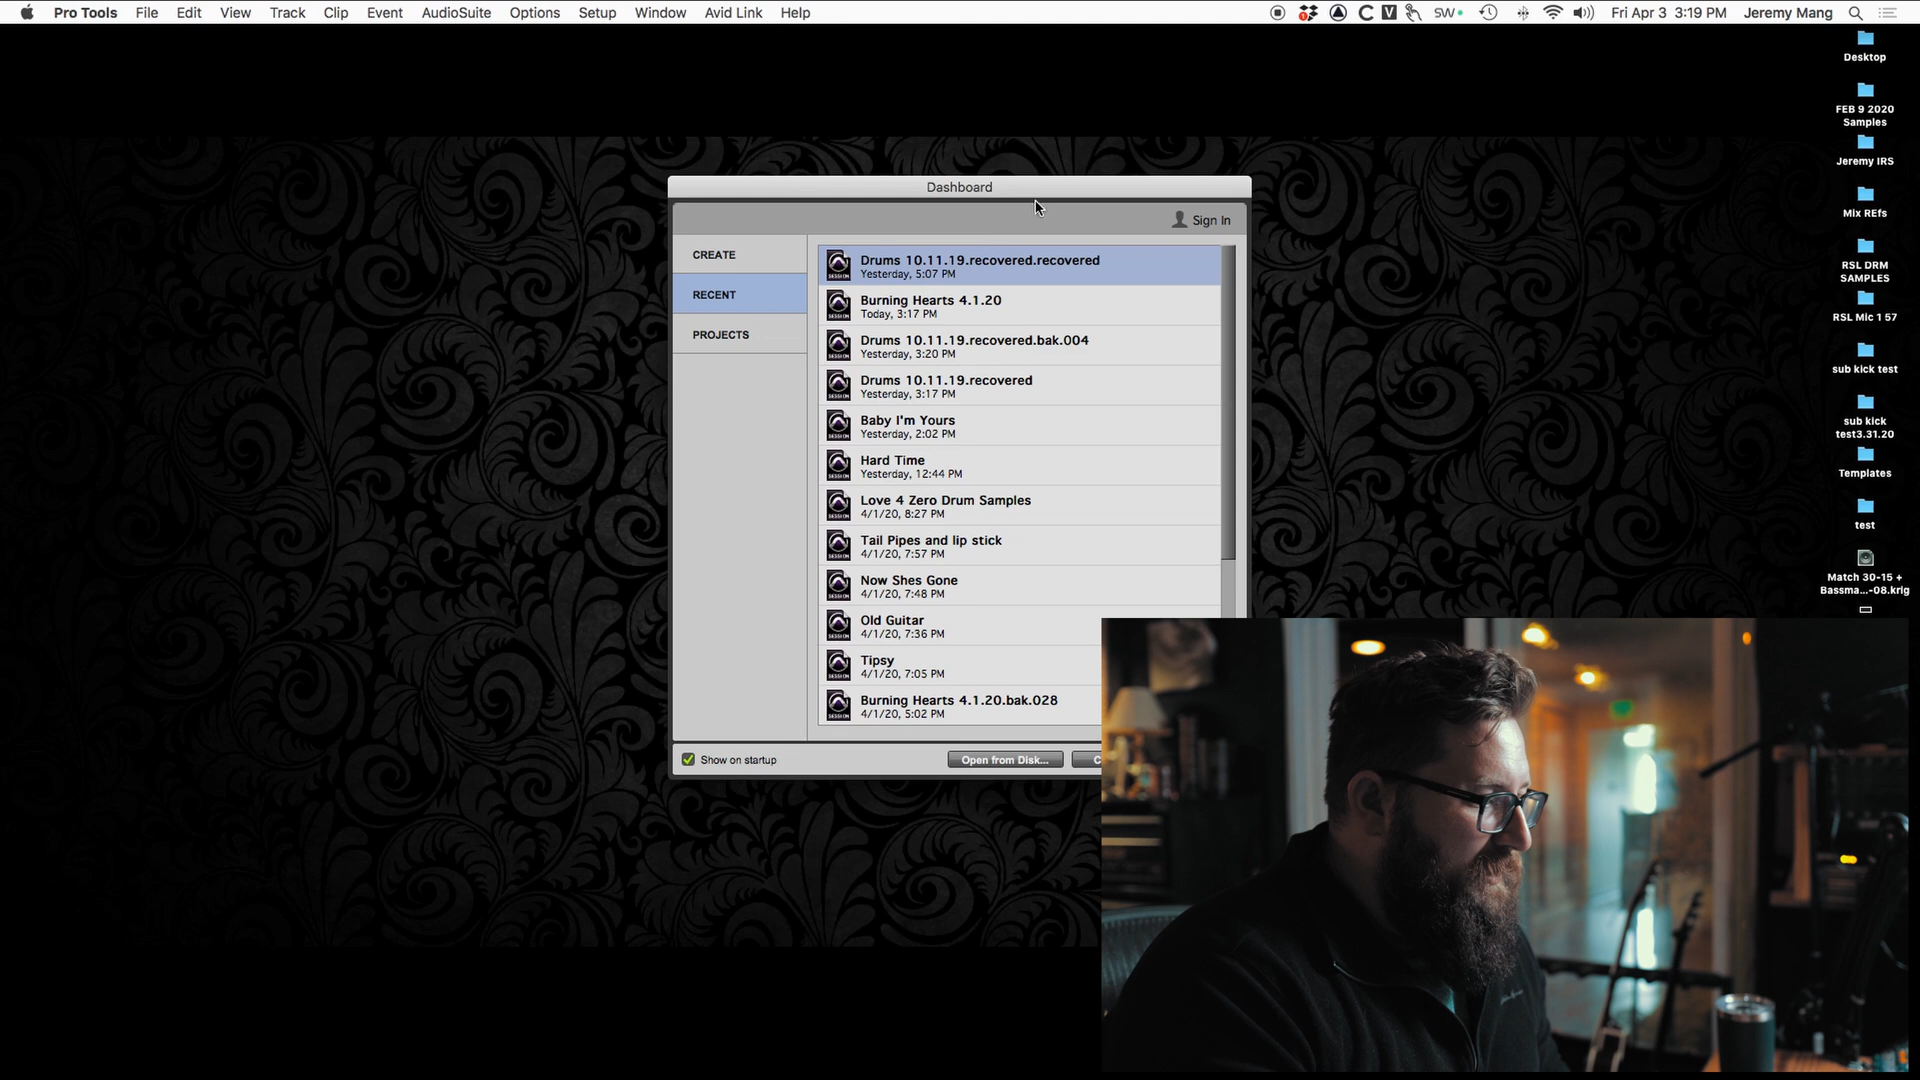 Pro Tools File Edit View Track Clip Event AudioSuite Options Setup Window Avid Link Help
SW Fri Apr 3 3:19 PM Jeremy Mang
Dashboard
Sign In
CREATE
RECENT
PROJECTS
Drums 10.11.19.recovered.recovered
Yesterday, 5:07 PM
Burning Hearts 4.1.20
Today, 3:17 PM
Drums 10.11.19.recovered.bak.004
Yesterday, 3:20 PM
Drums 10.11.19.recovered
Yesterday, 3:17 PM
Baby I'm Yours
Yesterday, 2:02 PM
Hard Time
Yesterday, 12:44 PM
Love 4 Zero Drum Samples
4/1/20, 8:27 PM
Tail Pipes and lip stick
4/1/20, 7:57 PM
Now Shes Gone
4/1/20, 7:48 PM
Old Guitar
4/1/20, 7:36 PM
Tipsy
4/1/20, 7:05 PM
Burning Hearts 4.1.20.bak.028
4/1/20, 5:02 PM
Show on startup
Open from Disk...
Desktop
FEB 9 2020
Samples
Jeremy IRS
Mix REfs
RSL DRM
SAMPLES
RSL Mic 1 57
sub kick test
sub kick
test3.31.20
Templates
test
Match 30-15 +
Bassma...-08.krig